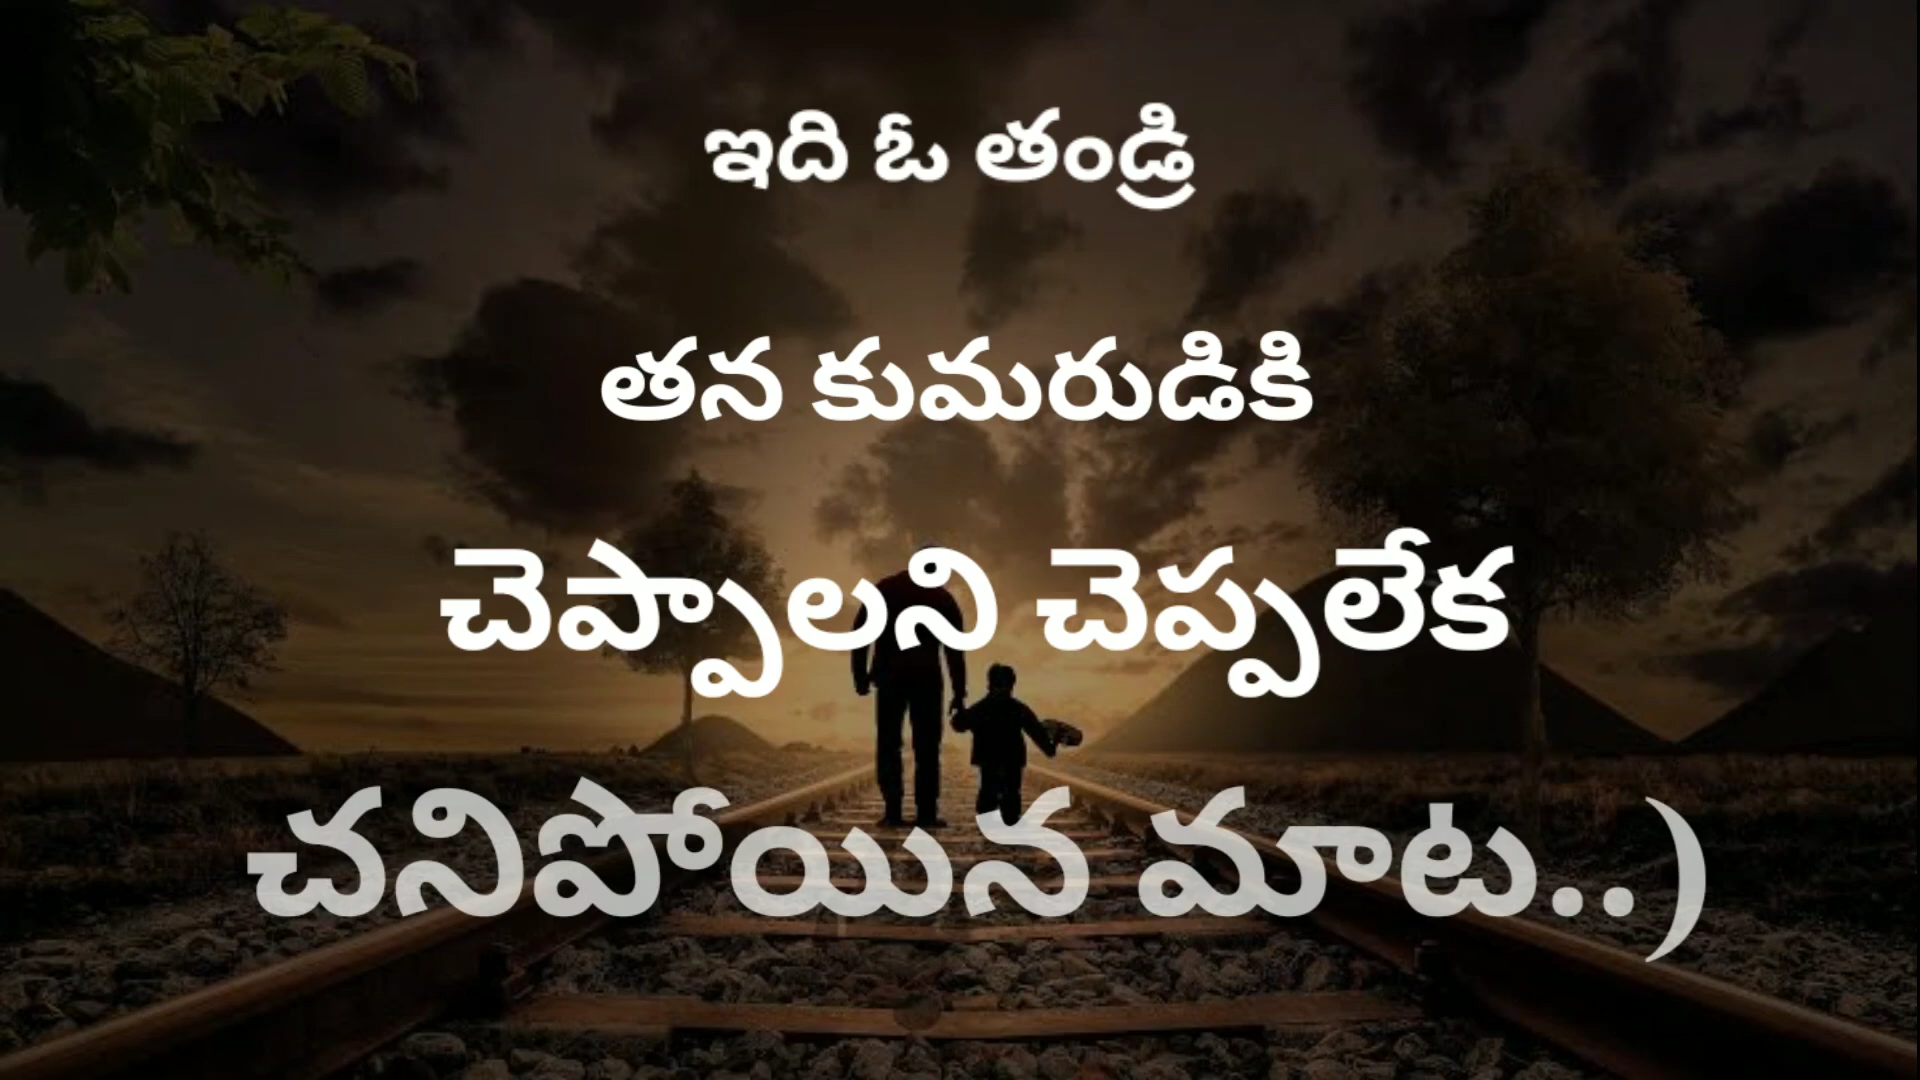 ఇది ఓ తండ్రి
తన కుమరుడికి
చెప్పాలని చెప్పలేక
చనిపోయిన మాట..)